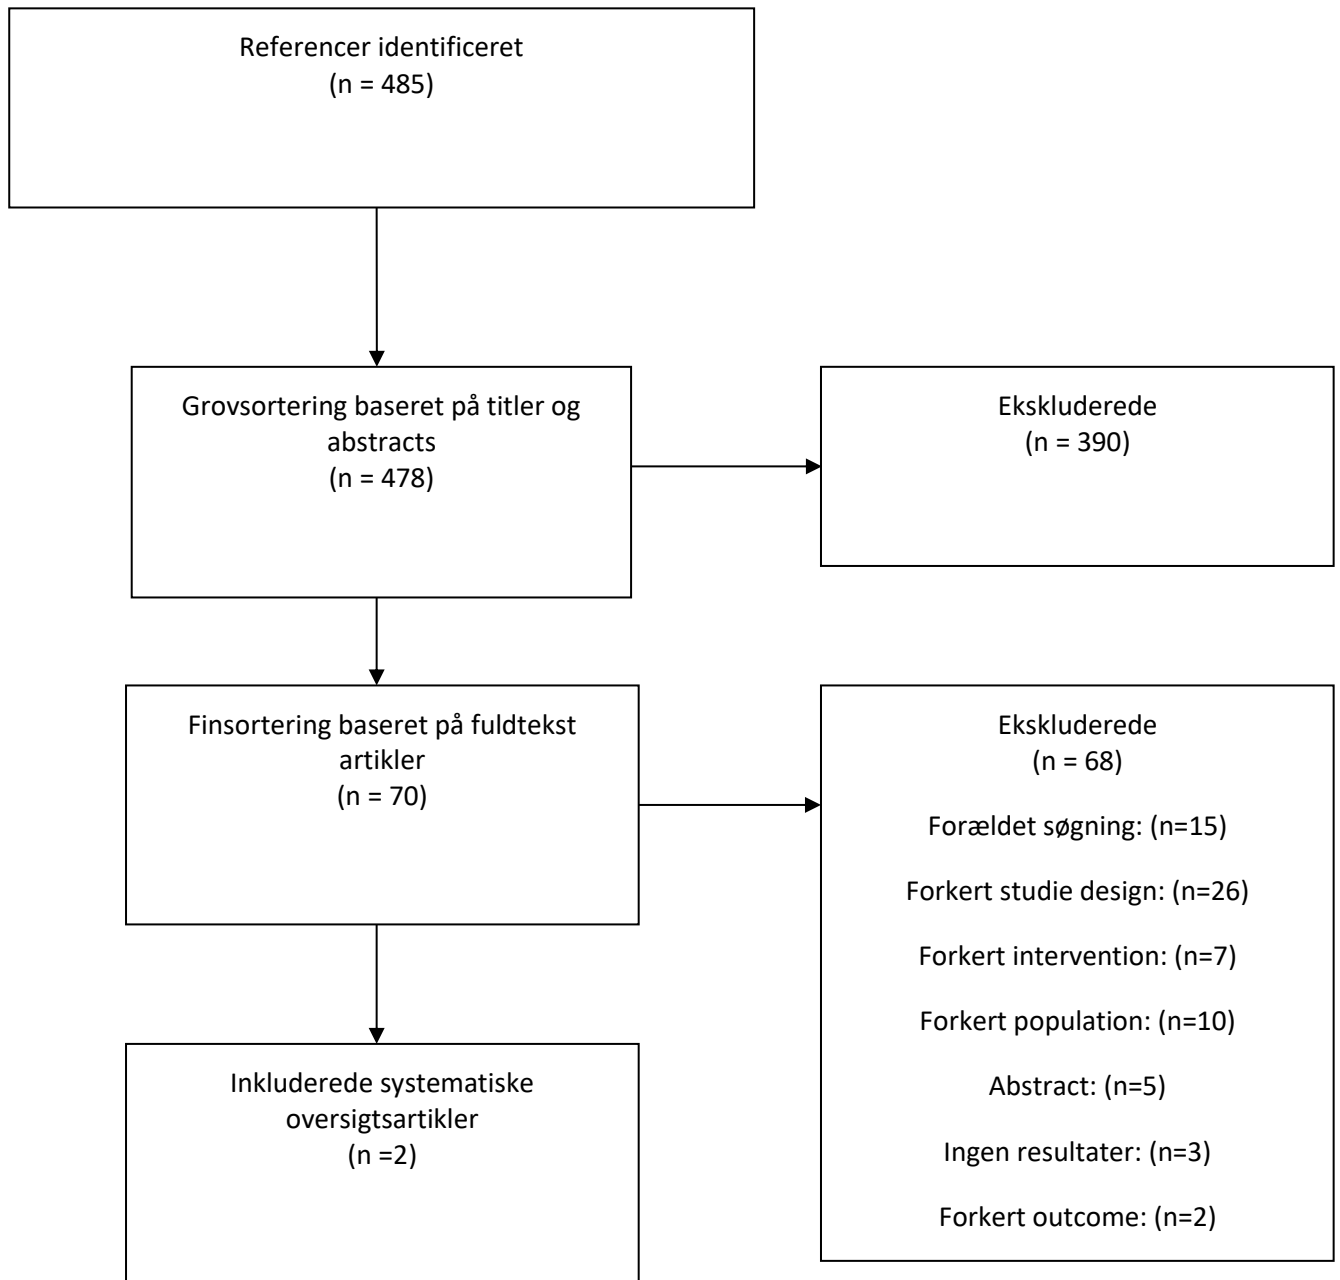 Referencer identificeret
(n = 485)
Grovsortering baseret på titler og
abstracts
(n = 478)
Ekskluderede
(n = 390)
Finsortering baseret på fuldtekst
artikler
(n = 70)
Ekskluderede
(n = 68)
Forældet søgning: (n=15)
Forkert studie design: (n=26)
Forkert intervention: (n=7)
Forkert population: (n=10)
Abstract: (n=5)
Ingen resultater: (n=3)
Forkert outcome: (n=2)
Inkluderede systematiske
oversigtsartikler
(n =2)